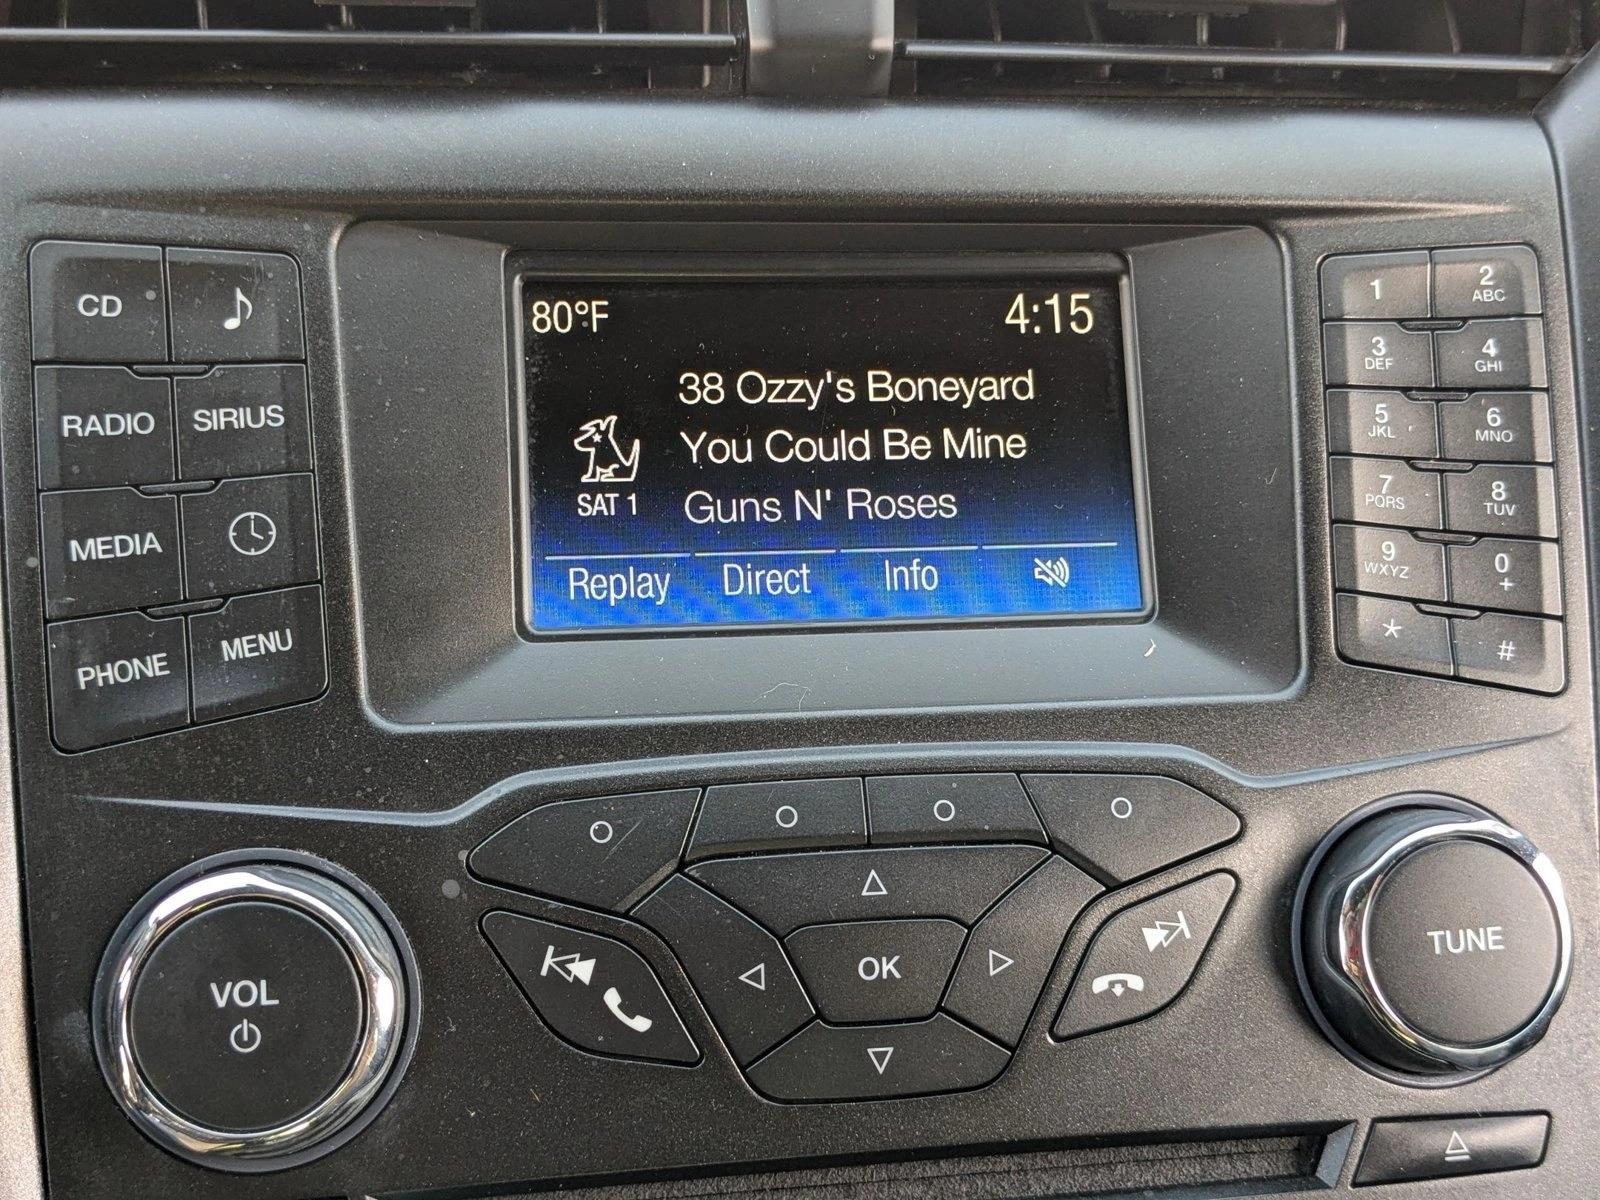 80°F 4:15
38 Ozzy's Boneyard
You Could Be Mine
SAT 1
Guns N' Roses
Replay Direct Info
CD
RADIO SIRIUS
MEDIA
PHONE MENU
1 2 ABC
3 DEF 4 GHI
5 JKL 6 MNO
7 PQRS 8 TUV
9 WXYZ 0 +
* #
VOL
OK
TUNE